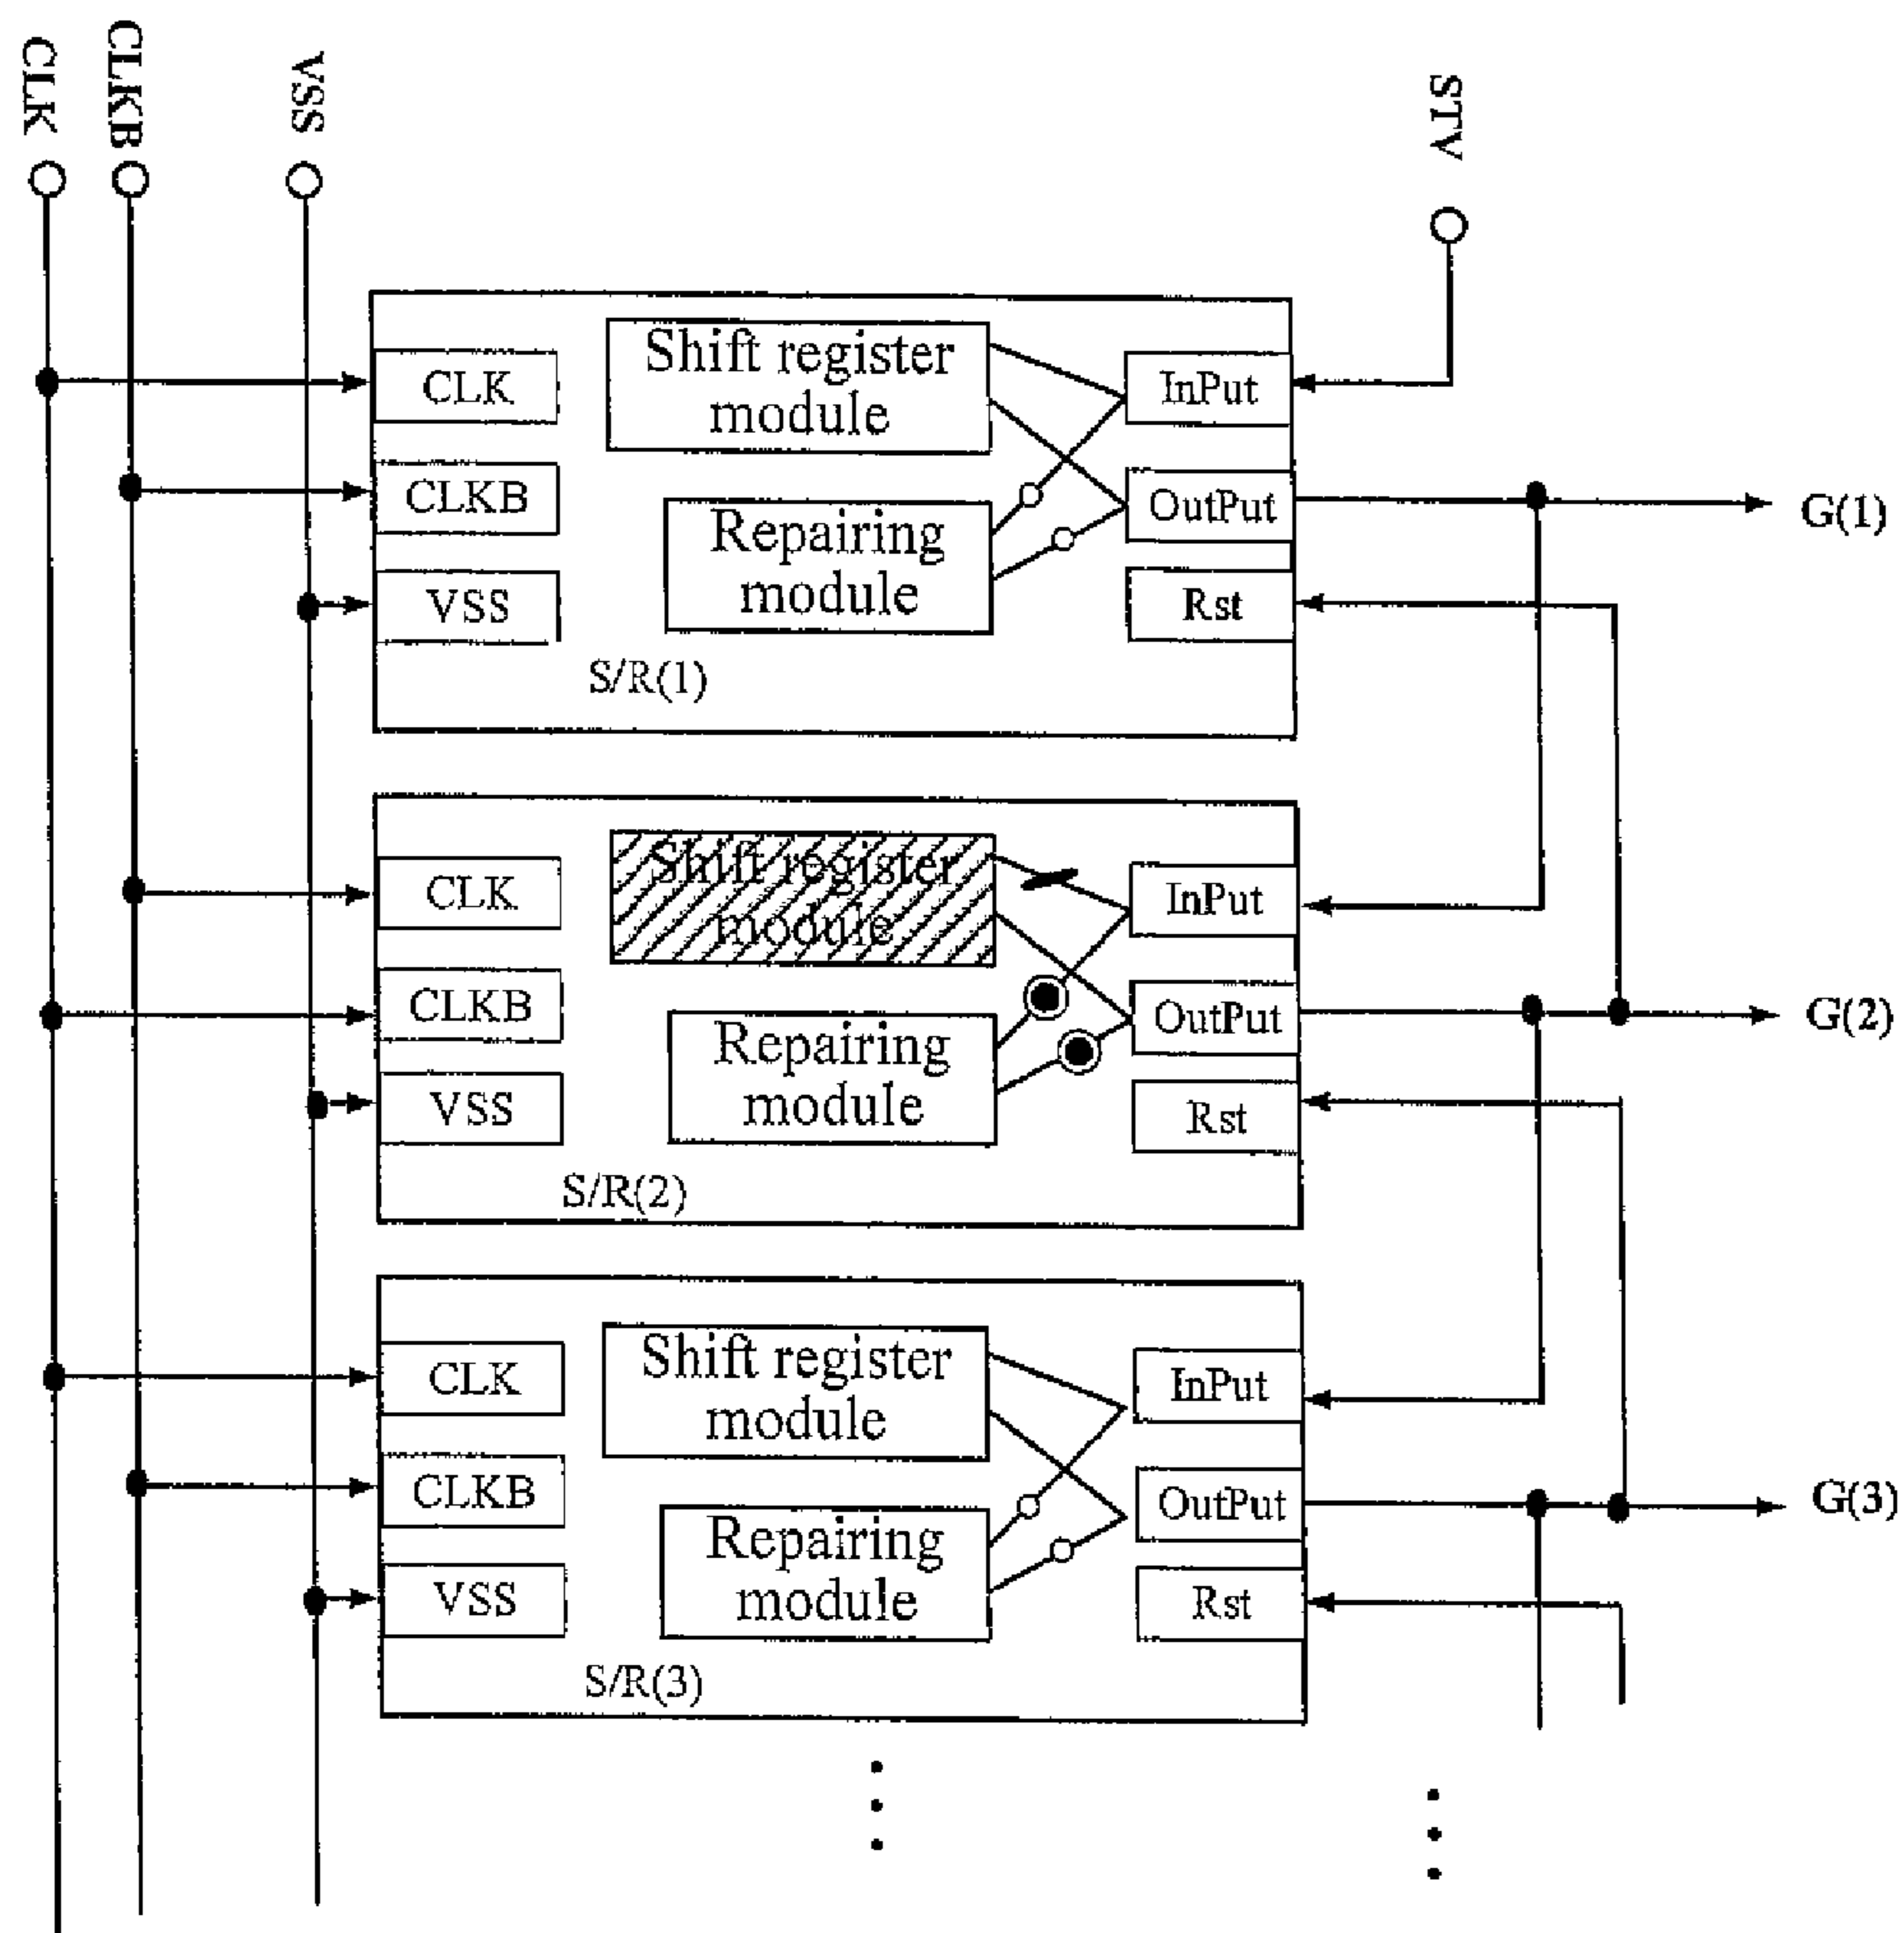 CLK
CLKB
VSS
STV
Shift register
module
CLK
InPut
CLKB
OutPut
G(1)
Repairing
module
VSS
Rst
S/R(1)
Shift register
module
CLK
InPut
CLKB
OutPut
G(2)
Repairing
module
VSS
Rst
S/R(2)
Shift register
module
CLK
InPut
CLKB
OutPut
G(3)
Repairing
module
VSS
Rst
S/R(3)